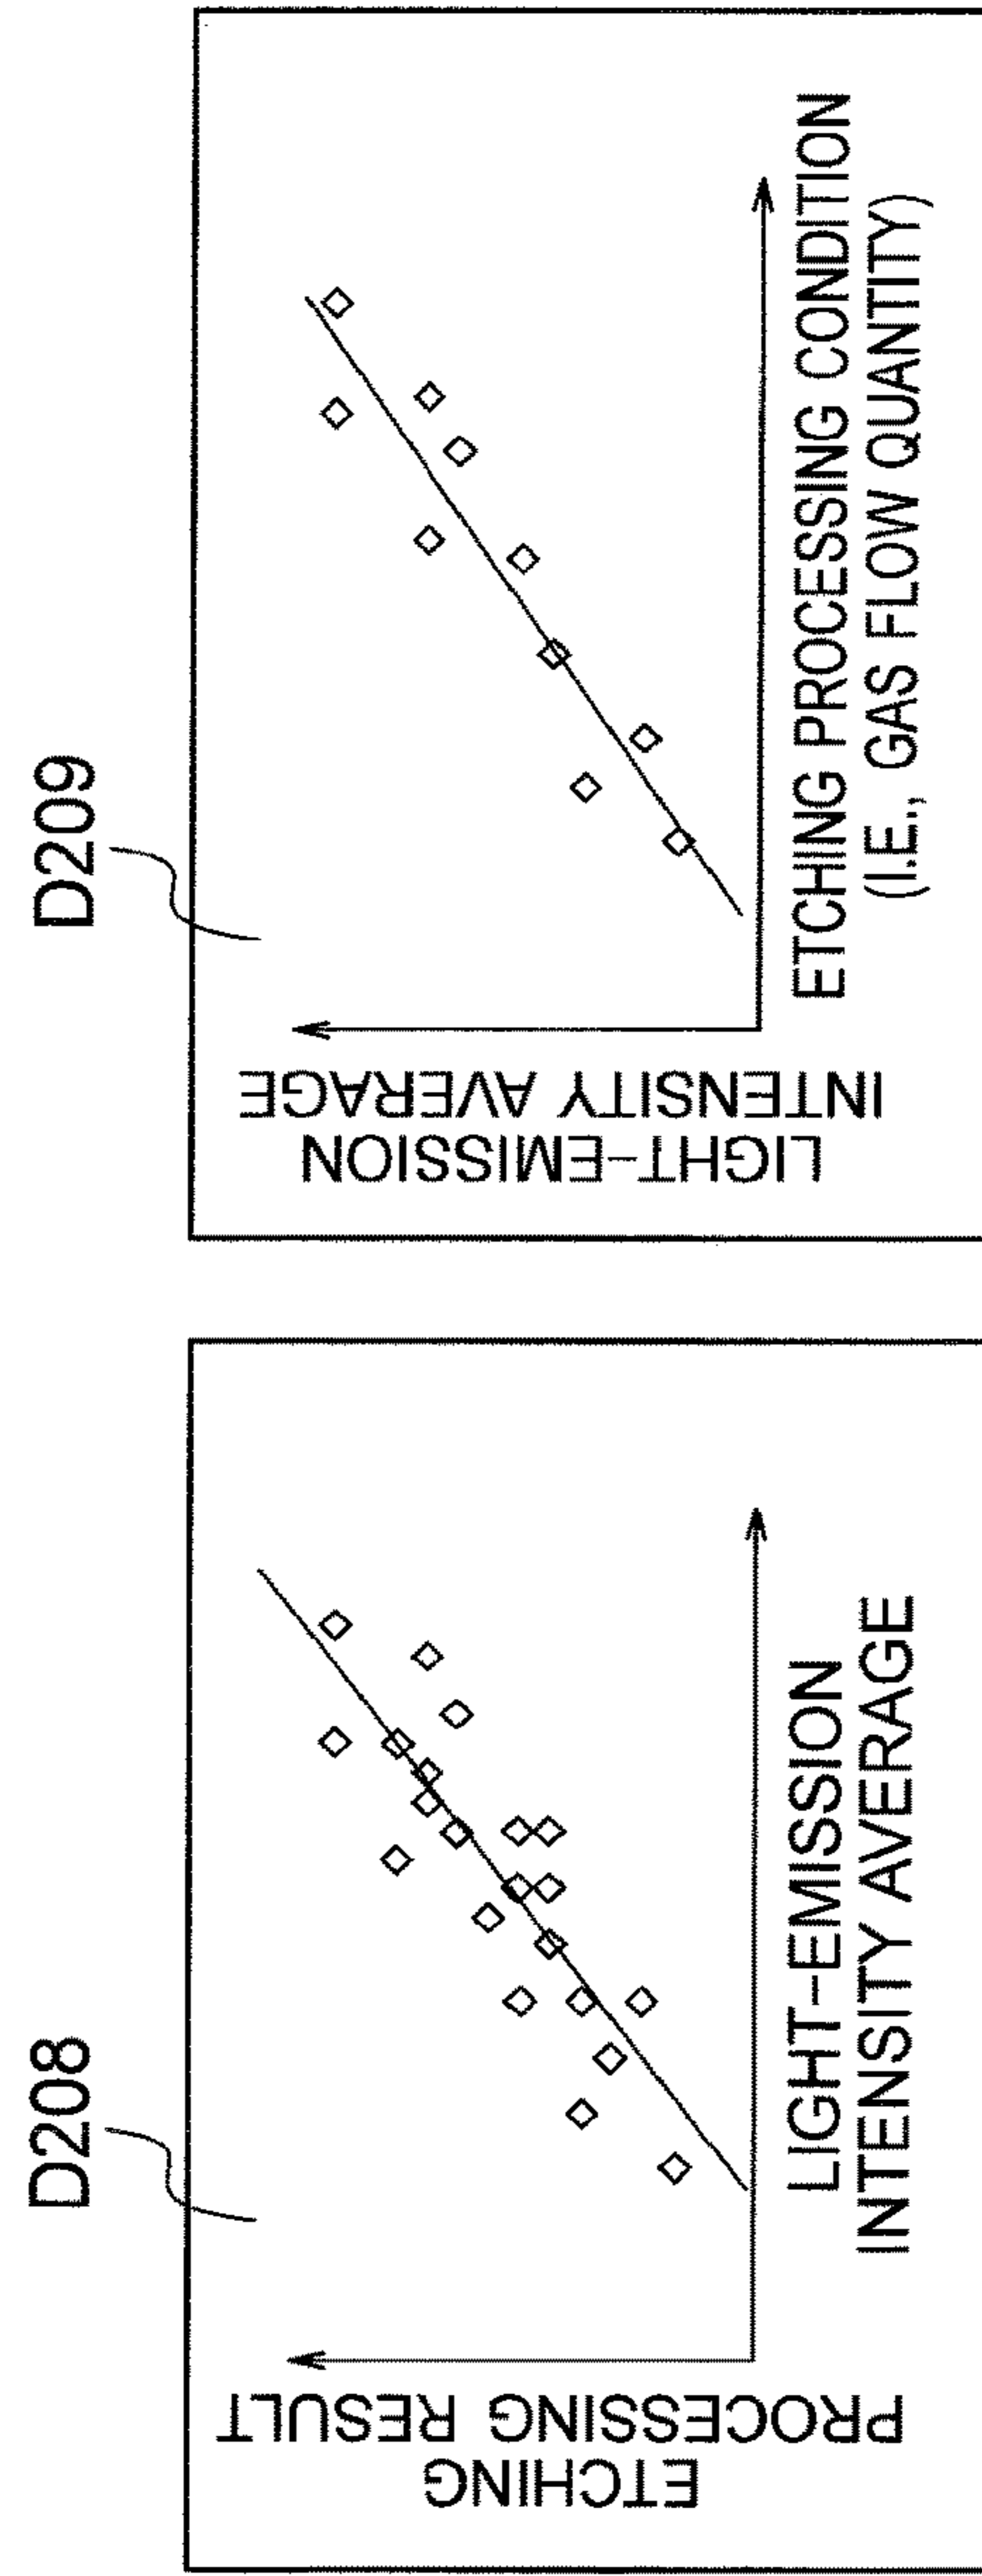 D208
ETCHING
PROCESSING RESULT
LIGHT-EMISSION
INTENSITY AVERAGE
D209
LIGHT-EMISSION
INTENSITY AVERAGE
ETCHING PROCESSING CONDITION
(I.E., GAS FLOW QUANTITY)